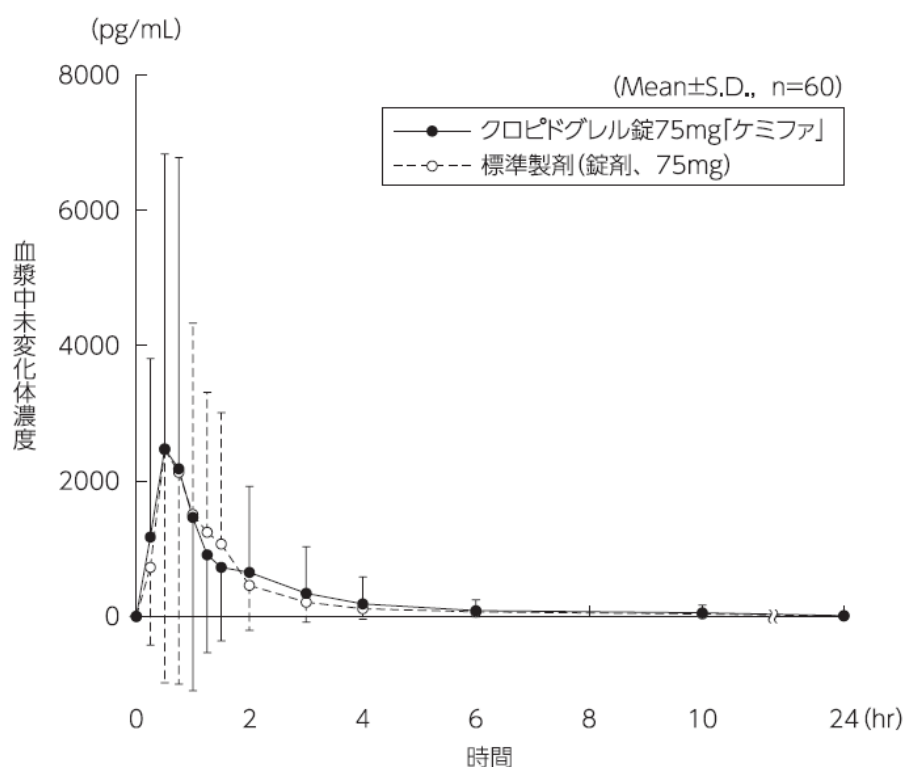 (pg/mL)
8000
(Mean±S.D., n=60)
クロピドグレル錠75mg「ケミファ」
標準製剤(錠剤、75mg)
6000
血漿中未変化体濃度
4000
2000
0
0 2 4 6 8 10 24 (hr)
時間